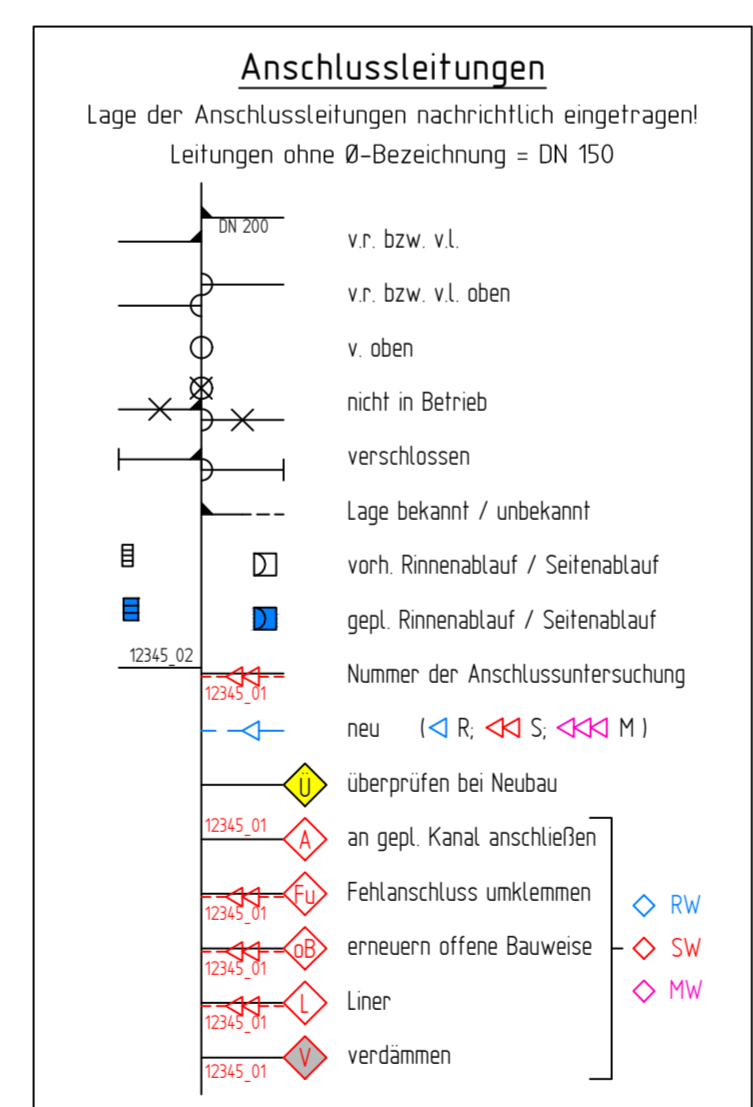 Anschlussleitungen
Lage der Anschlussleitungen nachrichtlich eingetragen!
Leitungen ohne Ø-Bezeichnung = DN 150
DN 200
v.r. bzw. v.l.
v.r. bzw. v.l. oben
v. oben
nicht in Betrieb
verschlossen
Lage bekannt / unbekannt
vorh. Rinnenablauf / Seitenablauf
gepl. Rinnenablauf / Seitenablauf
12345_02
12345_01
Nummer der Anschlussuntersuchung
neu ( R; S; M )
Ü
überprüfen bei Neubau
12345_01
A
an gepl. Kanal anschließen
12345_01
Fu
Fehlanschluss umklemmen
RW
12345_01
oB
erneuern offene Bauweise
SW
12345_01
L
Liner
MW
12345_01
V
verdämmen